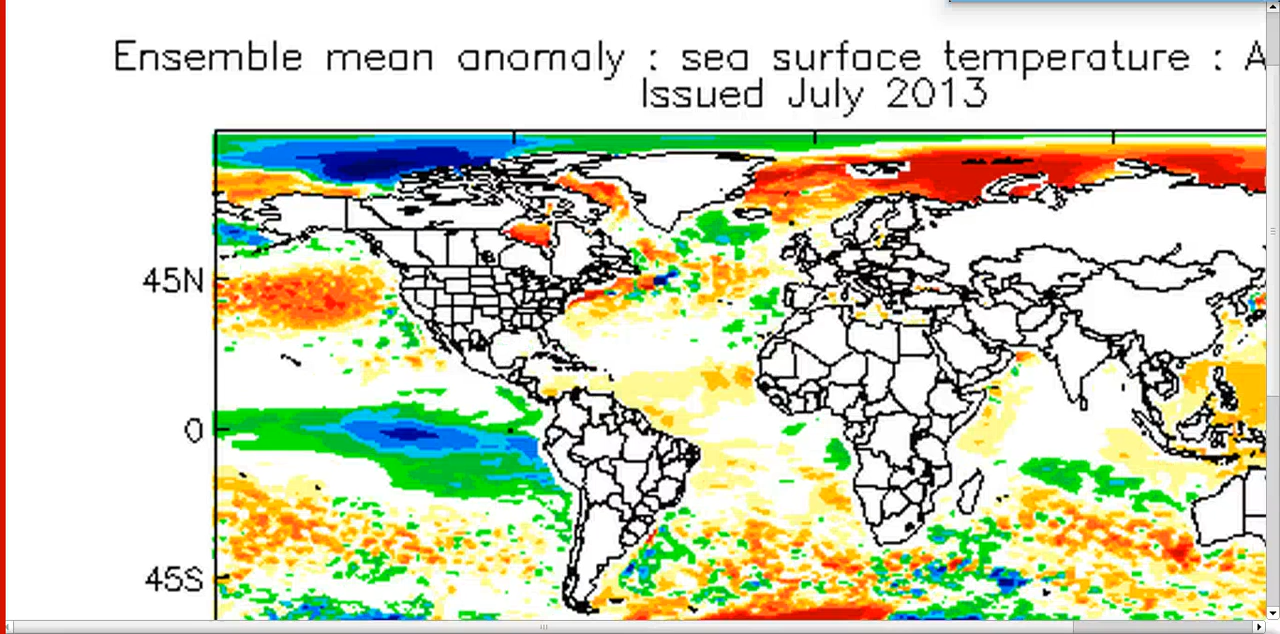 Ensemble mean anomaly : sea surface temperature : A
Issued July 2013
45N
0
45S